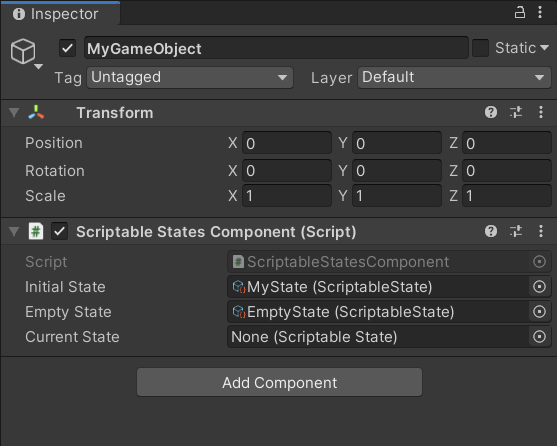 Inspector
MyGameObject Static
Tag Untagged Layer Default
Transform
Position X 0 Y 0 Z 0
Rotation X 0 Y 0 Z 0
Scale X 1 Y 1 Z 1
# Scriptable States Component (Script)
Script # ScriptableStatesComponent
Initial State MyState (ScriptableState)
Empty State EmptyState (ScriptableState)
Current State None (Scriptable State)
Add Component